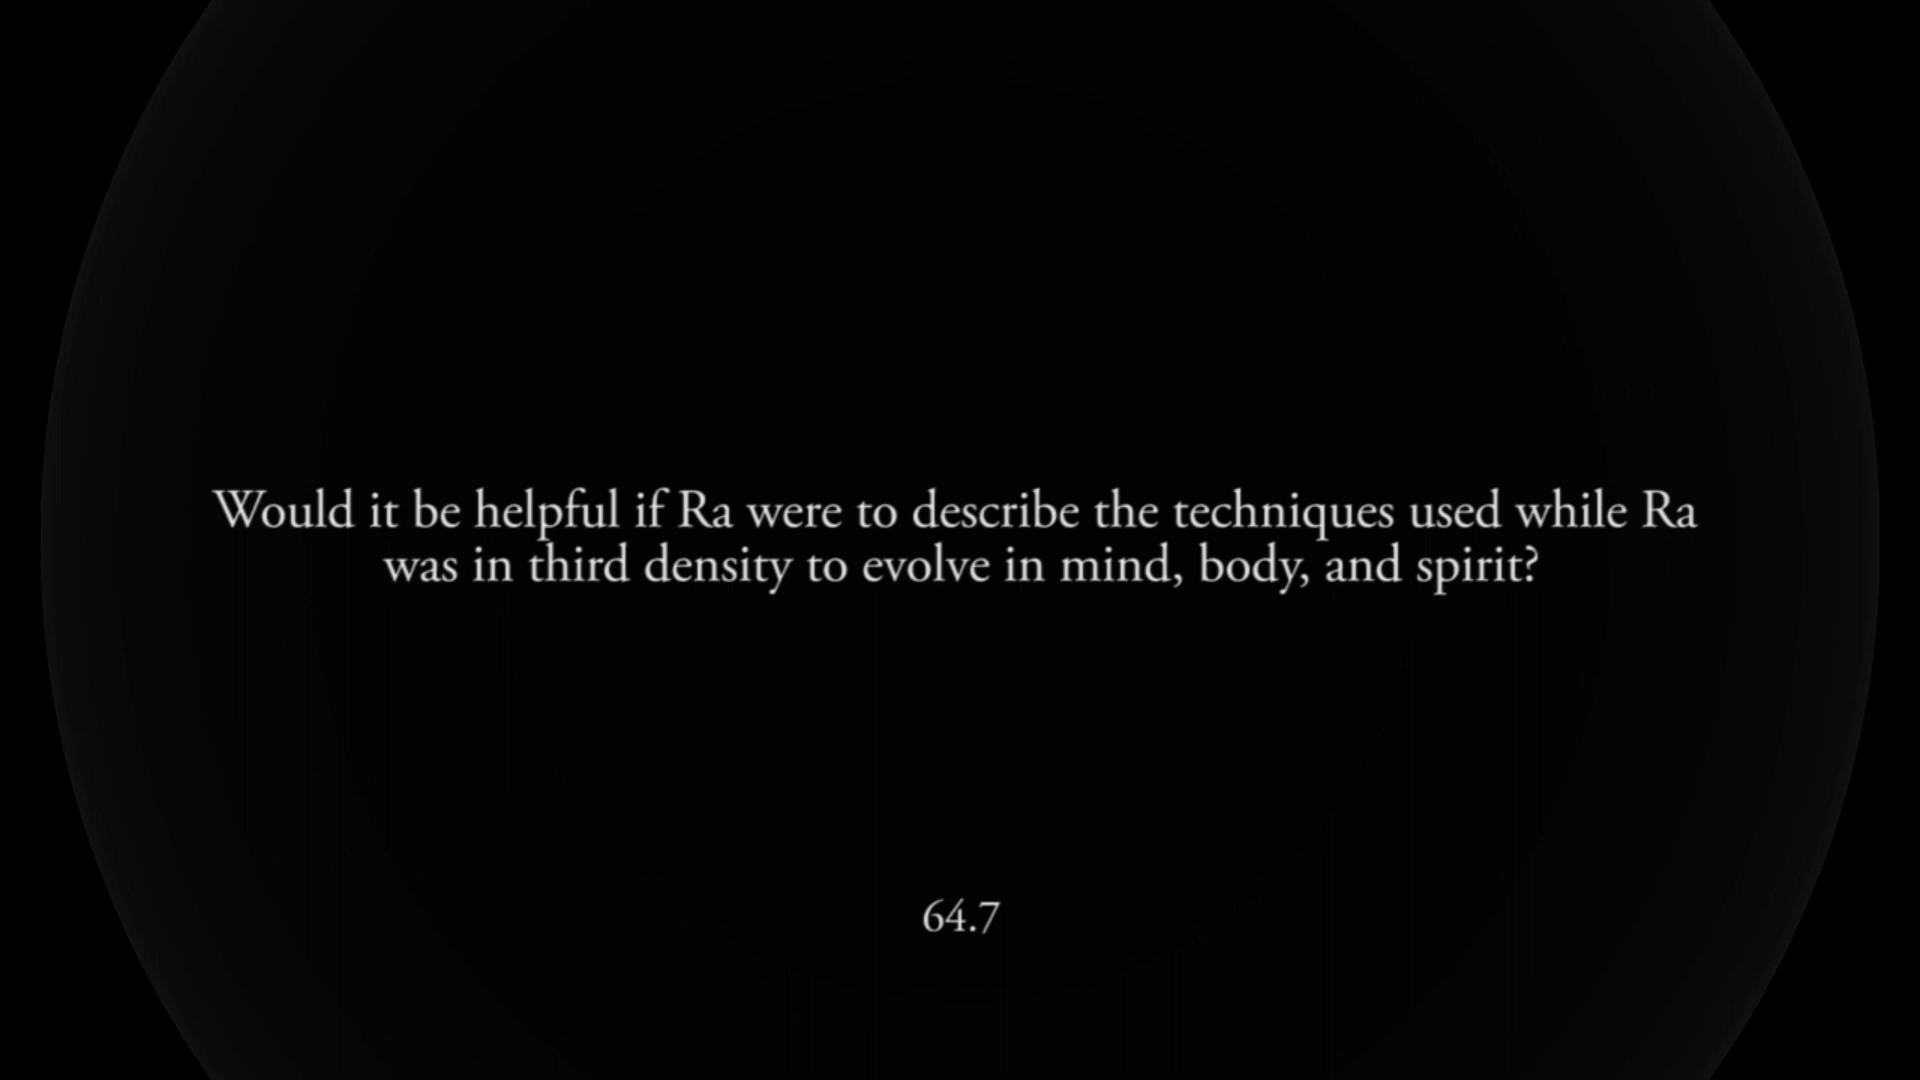 Would it be helpful if Ra were to describe the techniques used while Ra
was in third density to evolve in mind, body, and spirit?
64.7